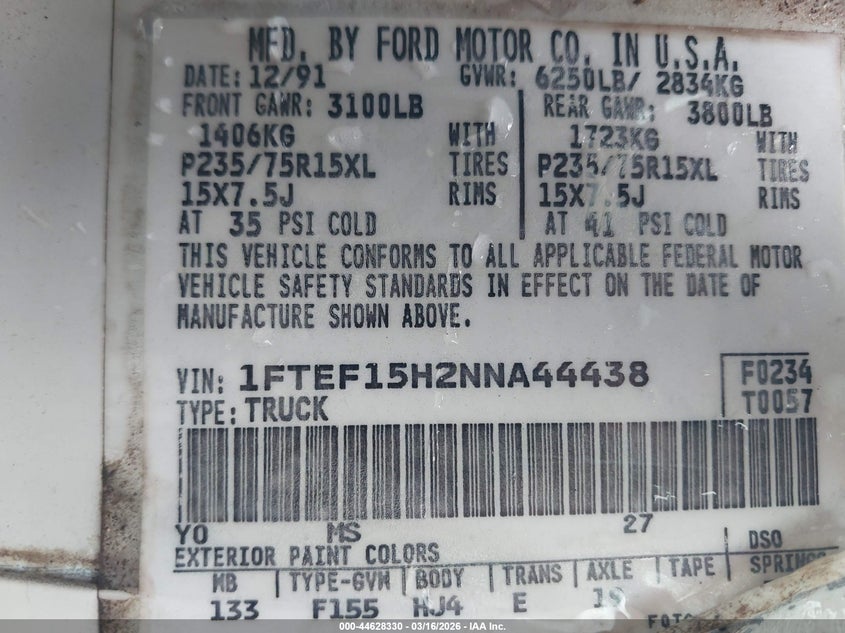 MFD. BY FORD MOTOR CO. IN U.S.A.
DATE: 12/91 GVWR: 6250LB/ 2834KG
FRONT GAWR: 3100LB REAR GAWR: 3800LB
1406KG WITH 1723KG WITH
P235/75R15XL TIRES P235/75R15XL TIRES
15X7.5J RIMS 15X7.5J RIMS
AT 35 PSI COLD AT 41 PSI COLD
THIS VEHICLE CONFORMS TO ALL APPLICABLE FEDERAL MOTOR
VEHICLE SAFETY STANDARDS IN EFFECT ON THE DATE OF
MANUFACTURE SHOWN ABOVE.
VIN: 1FTEF15H2NNA44438 F0234
TYPE: TRUCK T0057
YO MS 27
EXTERIOR PAINT COLORS DSO
WB TYPE-GVW BODY TRANS AXLE TAPE SPRINGS
133 F155 HJ4 E 19
000-44628330 - 03/16/2026 - IAA Inc.